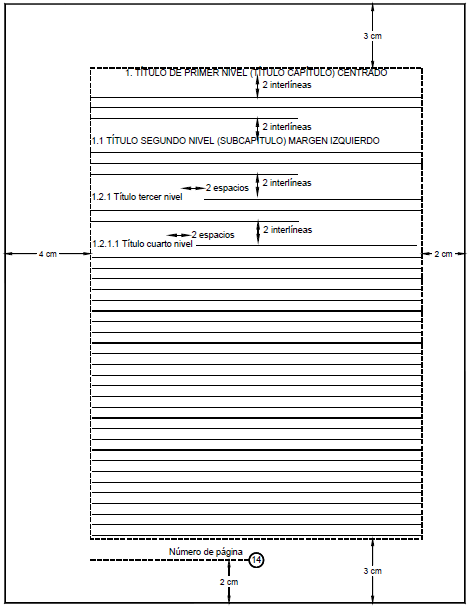 3 cm
1. TÍTULO DE PRIMER NIVEL (TÍTULO CAPÍTULO) CENTRADO
2 interlíneas
2 interlíneas
1.1 TÍTULO SEGUNDO NIVEL (SUBCAPÍTULO) MARGEN IZQUIERDO
2 interlíneas
2 espacios
1.2.1 Título tercer nivel
2 interlíneas
2 espacios
1.2.1.1 Título cuarto nivel
4 cm
2 cm
Número de página
14
3 cm
2 cm